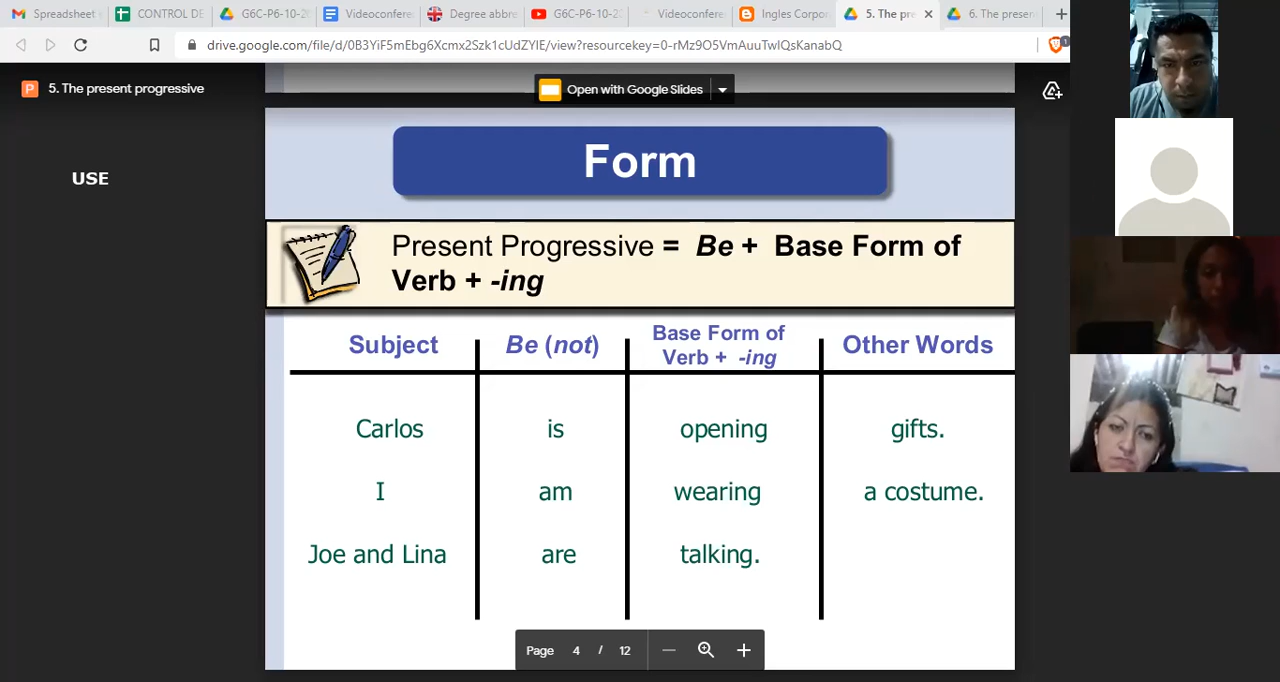 Spreadsheet
CONTROL DE
G6C-P6-10-2
Videoconfere
Degree abbre
G6C-P6-10-2
Videoconfere
Ingles Corpor
5. The pre
6. The presen
drive.google.com/file/d/0B3YiF5mEbg6Xcmx2Szk1cUdZYlE/view?resourcekey=0-rMz9O5VmAuuTwlQsKanabQ
5. The present progressive
Open with Google Slides
USE
Form
Present Progressive = Be + Base Form of
Verb + -ing
Subject
Be (not)
Base Form of
Verb + -ing
Other Words
Carlos is opening gifts.
I am wearing a costume.
Joe and Lina are talking.
Page 4 / 12